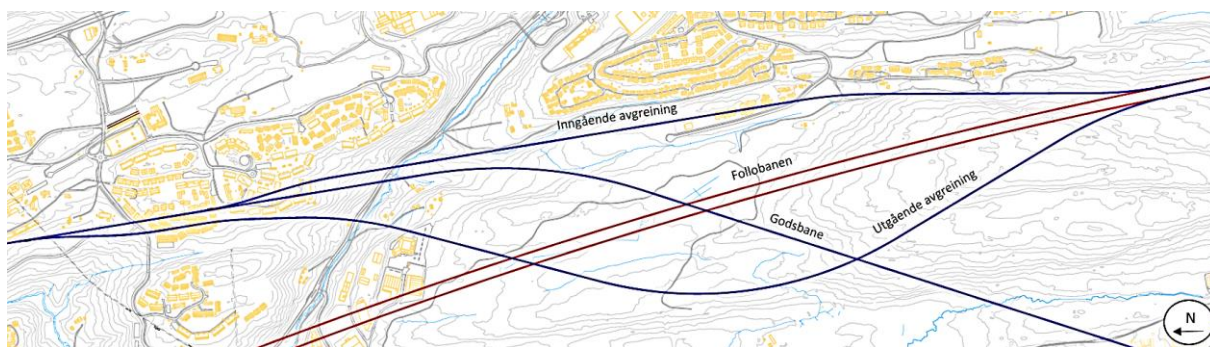 Inngående avgreining
Follobanen
Godsbane
Utgående avgreining
N